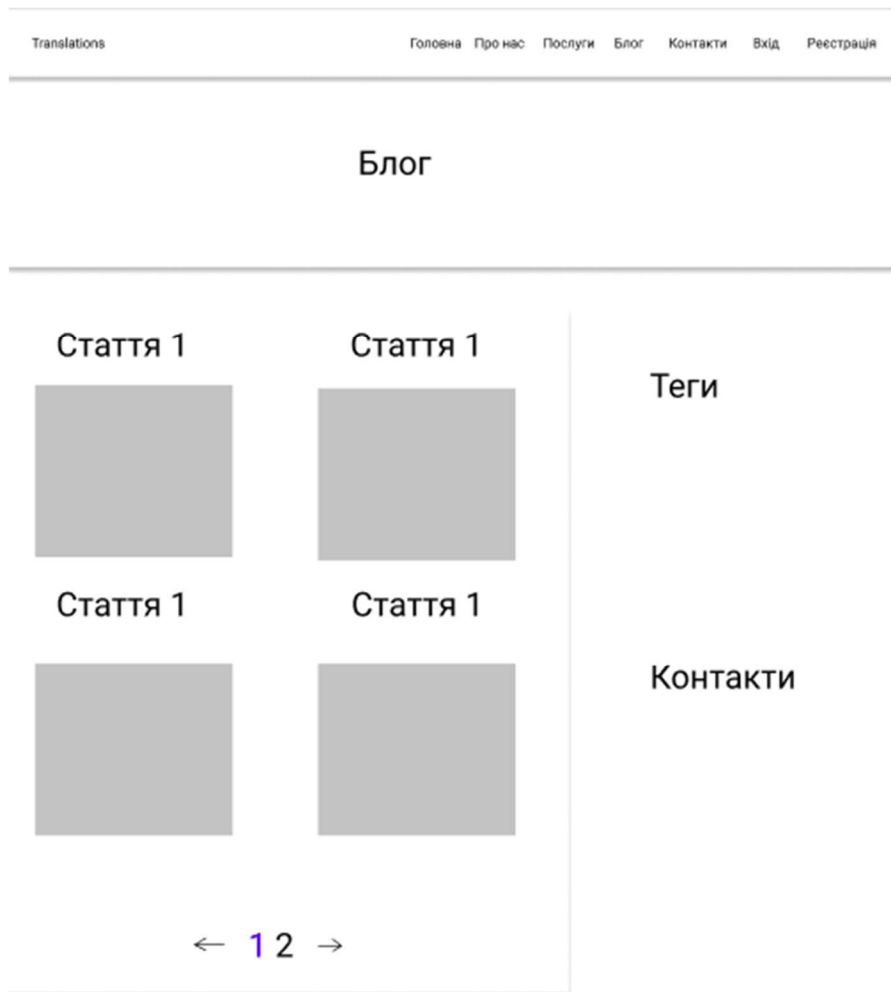 Translations Головна Про нас Послуги Блог Контакти Вхід Реєстрація
Блог
Стаття 1 Стаття 1
Теги
Стаття 1 Стаття 1
Контакти
← 1 2 →